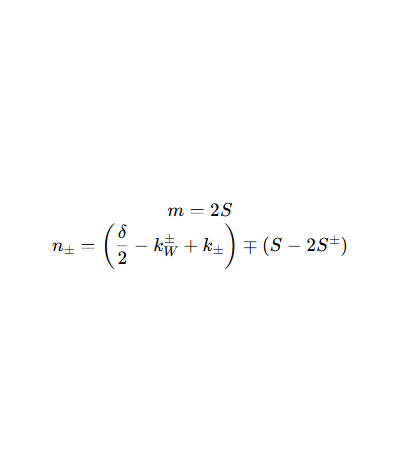 m = 2S
n_± = (δ/2 − k_W^± + k_±) ∓ (S − 2S^±)